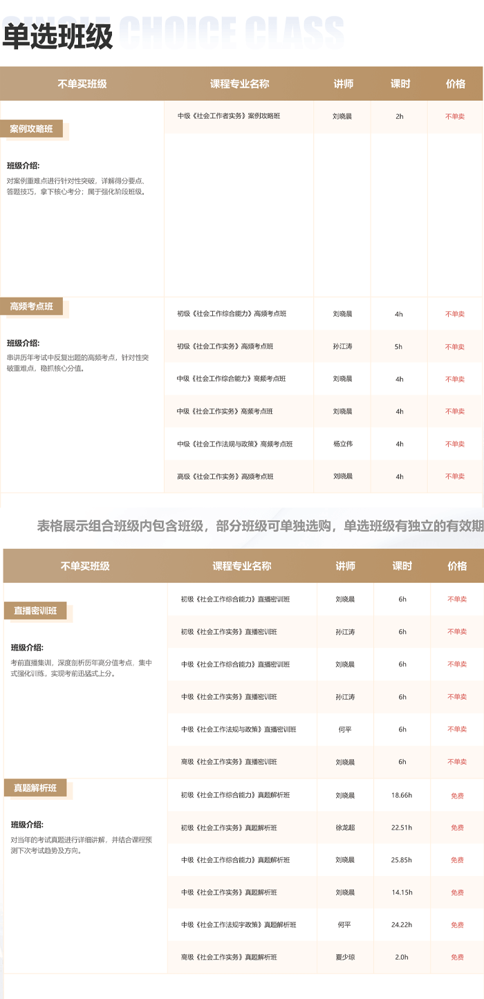 SINGLE CHOICE CLASS
单选班级
不单买班级 课程专业名称 讲师 课时 价格
案例攻略班
中级《社会工作者实务》案例攻略班 刘晓晨 2h 不单卖
班级介绍:
对案例重难点进行针对性突破，详解得分要点、
答题技巧，拿下核心考分；属于强化阶段班级。
高频考点班
班级介绍:
串讲历年考试中反复出题的高频考点，针对性突
破重难点，稳抓核心分值。
初级《社会工作综合能力》高频考点班 刘晓晨 4h 不单卖
初级《社会工作实务》高频考点班 孙江涛 5h 不单卖
中级《社会工作综合能力》高频考点班 刘晓晨 4h 不单卖
中级《社会工作实务》高频考点班 刘晓晨 4h 不单卖
中级《社会工作法规与政策》高频考点班 杨立伟 4h 不单卖
高级《社会工作实务》高频考点班 刘晓晨 4h 不单卖
表格展示组合班级内包含班级，部分班级可单独选购，单选班级有独立的有效期
不单买班级 课程专业名称 讲师 课时 价格
直播密训班
班级介绍:
考前直播集训，深度剖析历年高分值考点，集中
式强化训练，实现考前迅猛式上分。
初级《社会工作综合能力》直播密训班 刘晓晨 6h 不单卖
初级《社会工作实务》直播密训班 孙江涛 6h 不单卖
中级《社会工作综合能力》直播密训班 刘晓晨 6h 不单卖
中级《社会工作实务》直播密训班 孙江涛 6h 不单卖
中级《社会工作法规与政策》直播密训班 何平 6h 不单卖
高级《社会工作实务》直播密训班 刘晓晨 6h 不单卖
真题解析班
班级介绍:
对当年的考试真题进行详细讲解，并结合课程预
测下次考试趋势及方向。
初级《社会工作综合能力》真题解析班 刘晓晨 18.66h 免费
初级《社会工作实务》真题解析班 徐龙超 22.51h 免费
中级《社会工作综合能力》真题解析班 刘晓晨 25.85h 免费
中级《社会工作实务》真题解析班 刘晓晨 14.15h 免费
中级《社会工作法规字政策》真题解析班 何平 24.22h 免费
高级《社会工作实务》真题解析班 夏少琼 2.0h 免费